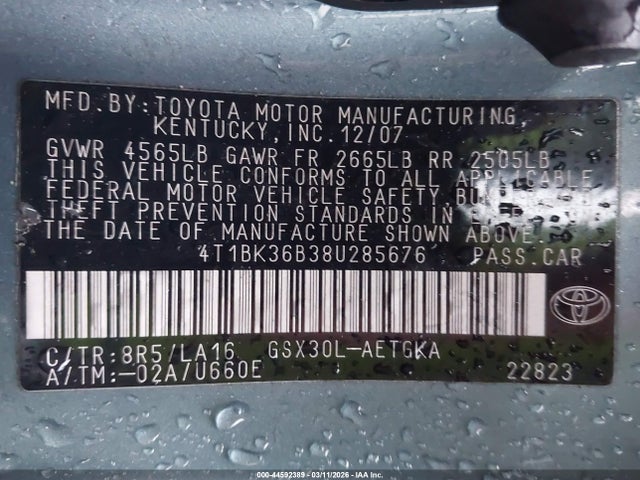 MFD. BY: TOYOTA MOTOR MANUFACTURING,
KENTUCKY, INC. 12/07
GVWR 4565LB GAWR FR 2665LB RR 2505LB
THIS VEHICLE CONFORMS TO ALL APPLICABLE
FEDERAL MOTOR VEHICLE SAFETY,
THEFT PREVENTION STANDARDS IN
THE DATE OF MANUFACTURE SHOWN
4T1BK36B38U285676 PASS.CAR
C/TR:8R5/LA16 GSX30L-AETGKA
A/TM:-02A/U660E 22823
000-44592389 - 03/11/2026 - IAA Inc.